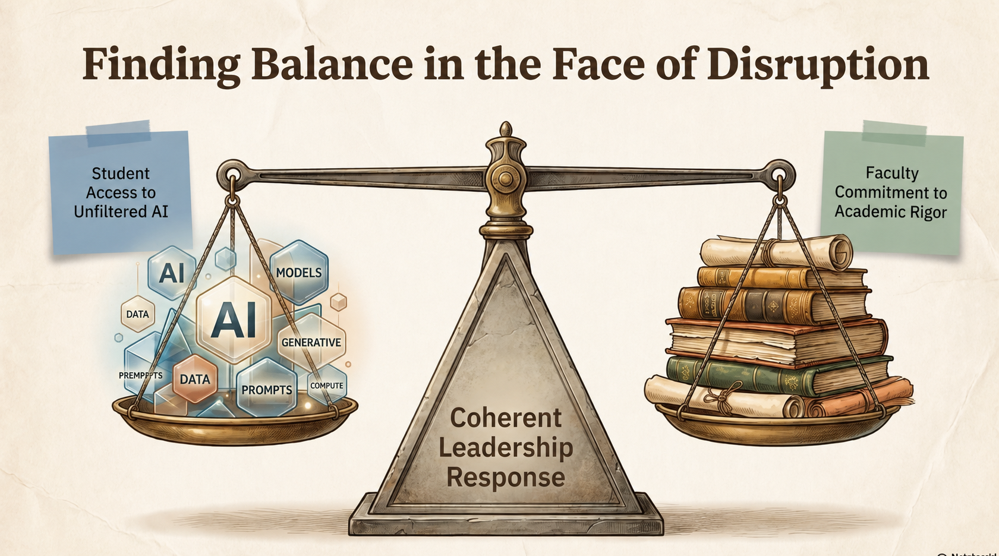 Finding Balance in the Face of Disruption
Student
Access to
Unfiltered AI
Faculty
Commitment to
Academic Rigor
AI
MODELS
DATA
AI
GENERATIVE
PREMPPPTS
DATA
PROMPTS
COMPUTE
Coherent
Leadership
Response